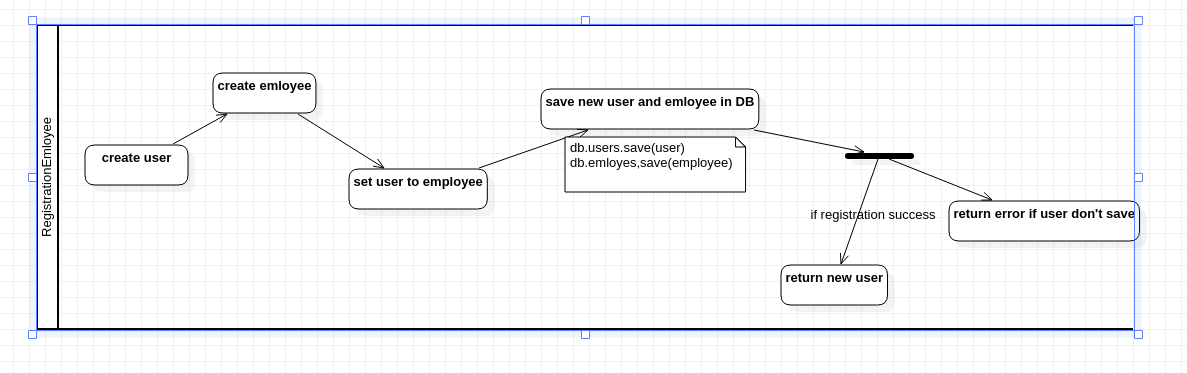 RegistrationEmloyee
create user
create emloyee
set user to employee
save new user and emloyee in DB
db.users.save(user)
db.emloyes,save(employee)
if registration success
return error if user don't save
return new user